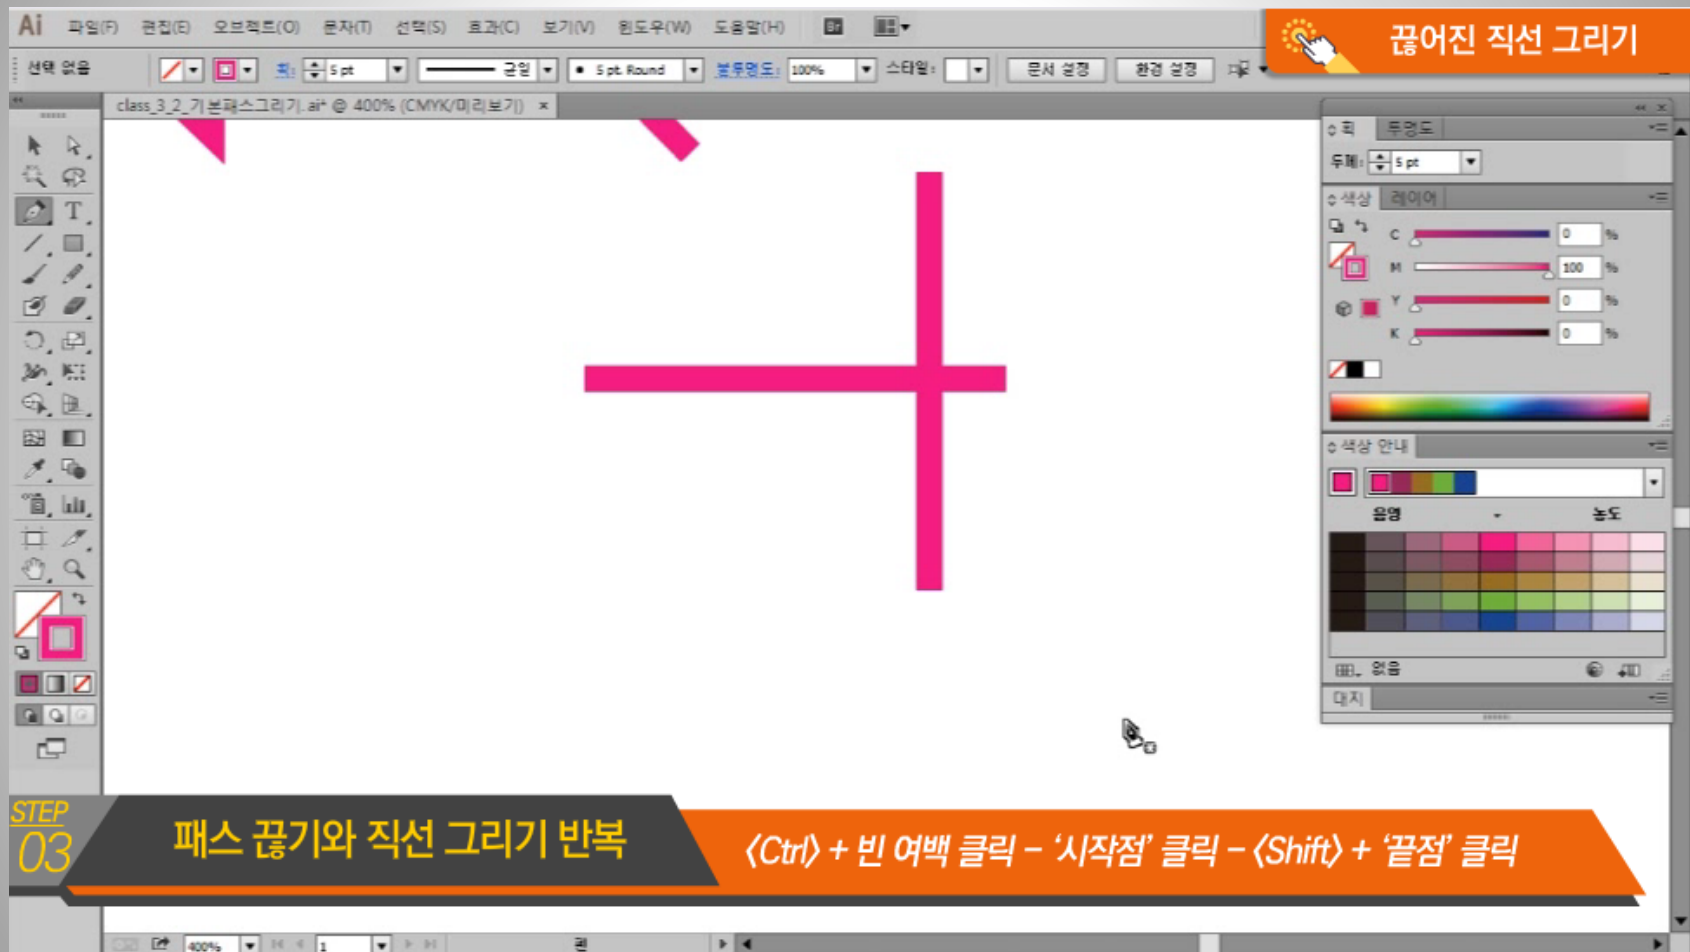 Ai 파일(F) 편집(E) 오브젝트(O) 문자(T) 선택(S) 효과(C) 보기(V) 윈도우(W) 도움말(H) Br
끊어진 직선 그리기
선택 없음 획: 5 pt 균일 5 pt. Round 불투명도: 100% 스타일: 문서 설정 환경 설정
class_3_2_기본패스그리기.ai* @ 400% (CMYK/미리보기) ×
획 투명도
두께: 5 pt
색상 레이어
C 0 %
M 100 %
Y 0 %
K 0 %
색상 안내
음영 농도
없음
대지
STEP
03
패스 끊기와 직선 그리기 반복
〈Ctrl〉 + 빈 여백 클릭 – ‘시작점’ 클릭 – 〈Shift〉 + ‘끝점’ 클릭
400% 1 펜